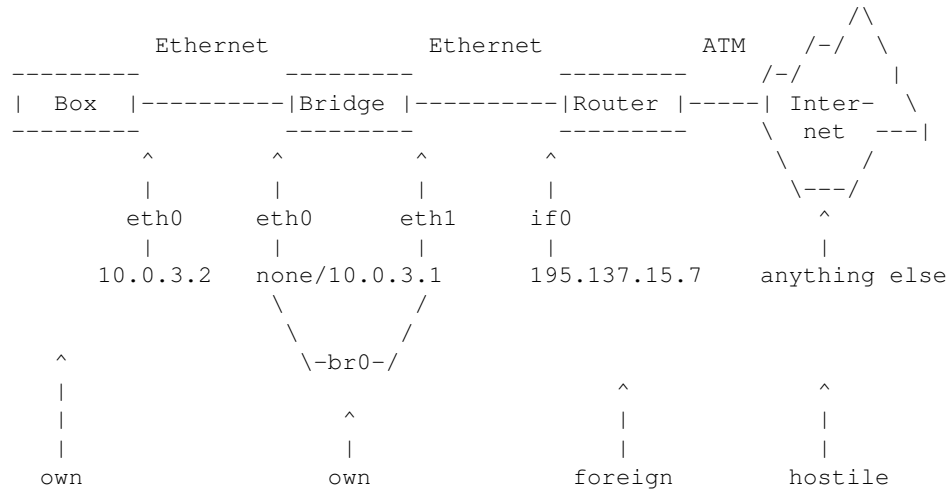 /\
          Ethernet             Ethernet            ATM     /-/  \
---------           ---------           ---------     /-/       |
|  Box  |----------|Bridge |----------|Router |-----| Inter-  \
---------           ---------           ---------     \  net  ---|
         ^         ^          ^         ^              \     /
         |         |          |         |               \---/
       eth0      eth0       eth1      if0                 ^
         |         |          |         |                 |
      10.0.3.2   none/10.0.3.1      195.137.15.7    anything else
                   \         /
                    \       /
   ^                 \-br0-/
   |                                         ^            ^
   |                    ^                    |            |
   |                    |                    |            |
  own                  own                foreign      hostile